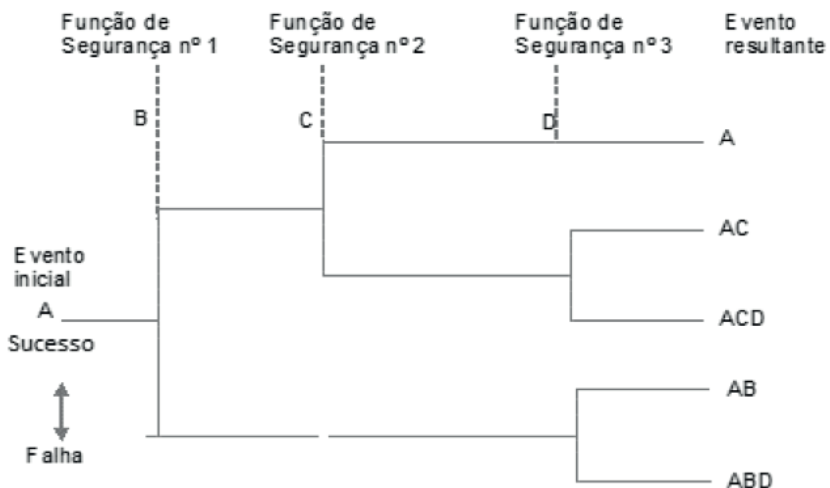 Função de
Segurança nº 1
Função de
Segurança nº 2
Função de
Segurança nº 3
Evento
resultante
B
C
D
A
AC
Evento
inicial
A
ACD
Sucesso
AB
Falha
ABD